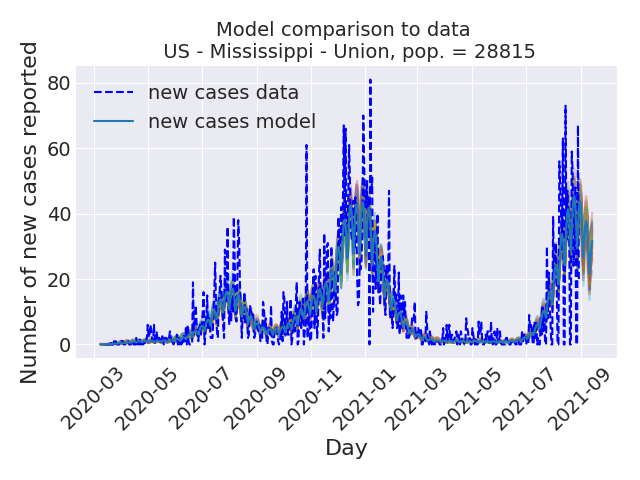 Model comparison to data
US - Mississippi - Union, pop. = 28815
Number of new cases reported
80
60
40
20
0
new cases data
new cases model
2020-03
2020-05
2020-07
2020-09
2020-11
2021-01
2021-03
2021-05
2021-07
2021-09
Day